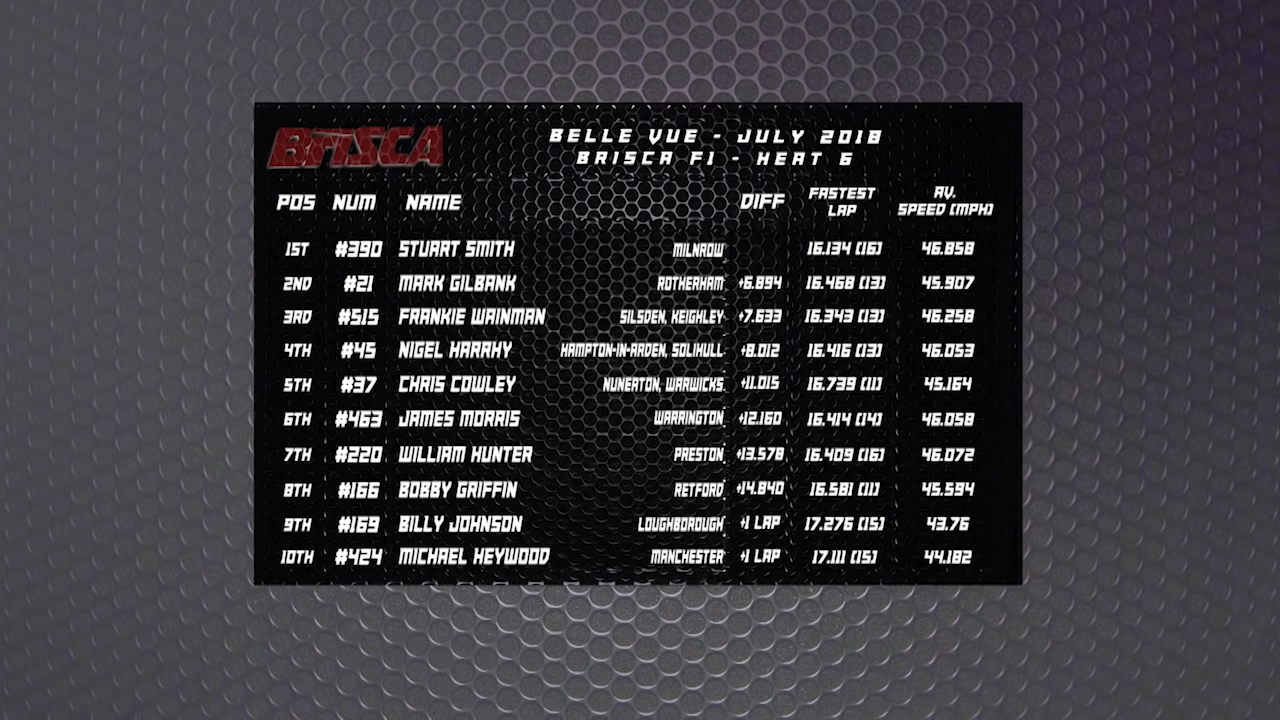 BRISCA
BELLE VUE - JULY 2018
BRISCA F1 - HEAT 6
POS NUM NAME DIFF FASTEST LAP AV. SPEED (MPH)
1ST #390 STUART SMITH MILNROW 16.134 (16) 46.858
2ND #21 MARK GILBANK ROTHERHAM +6.894 16.468 (13) 45.907
3RD #515 FRANKIE WAINMAN SILSDEN, KEIGHLEY +7.633 16.343 (13) 46.258
4TH #45 NIGEL HARRHY HAMPTON-IN-ARDEN, SOLIHULL +8.012 16.416 (13) 46.053
5TH #37 CHRIS COWLEY NUNEATON, WARWICKS +11.015 16.739 (11) 45.164
6TH #463 JAMES MORRIS WARRINGTON +12.160 16.414 (14) 46.058
7TH #220 WILLIAM HUNTER PRESTON +13.578 16.409 (16) 46.072
8TH #166 BOBBY GRIFFIN RETFORD +14.840 16.581 (11) 45.594
9TH #169 BILLY JOHNSON LOUGHBOROUGH +1 LAP 17.276 (15) 43.76
10TH #424 MICHAEL HEYWOOD MANCHESTER +1 LAP 17.111 (15) 44.182